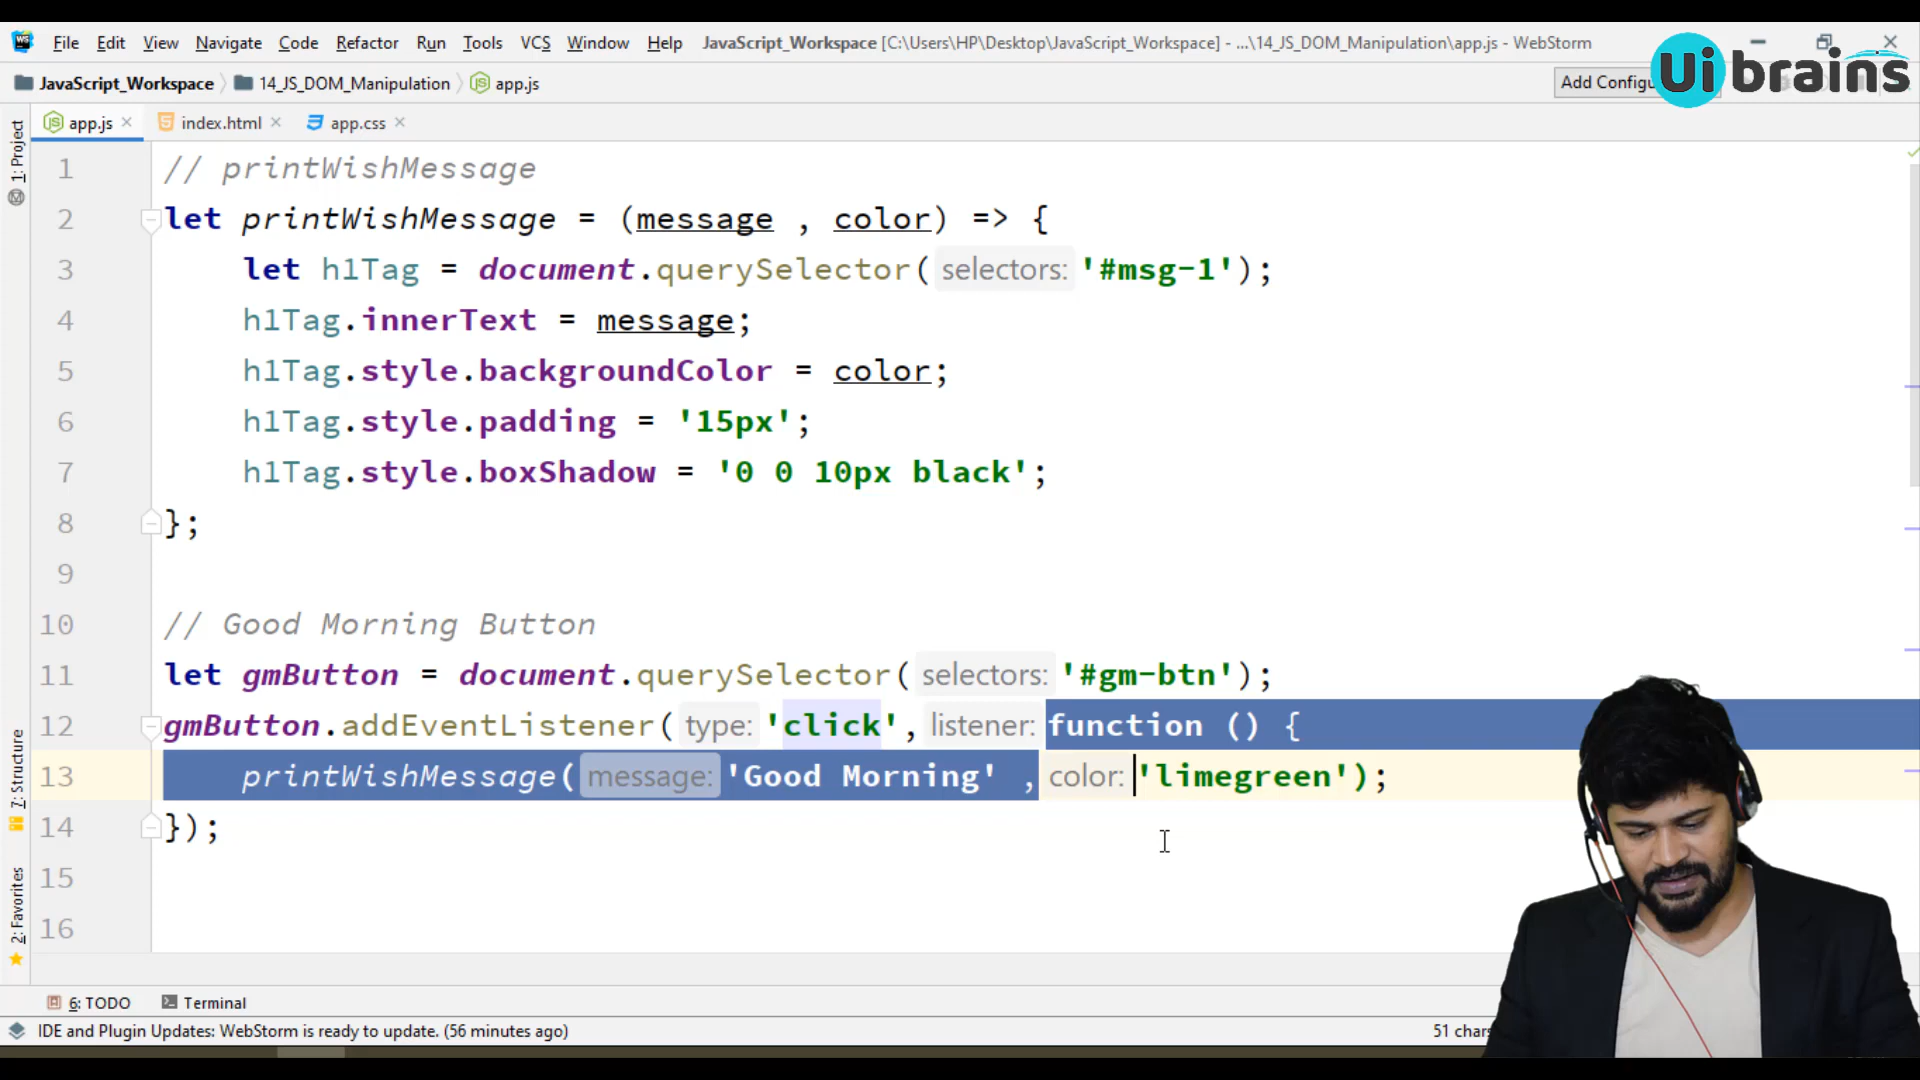 File Edit View Navigate Code Refactor Run Tools VCS Window Help JavaScript_Workspace [C:\Users\HP\Desktop\JavaScript_Workspace] - ...\14_JS_DOM_Manipulation\app.js - WebStorm
JavaScript_Workspace 14_JS_DOM_Manipulation app.js Add Configu
Ui brains
app.js index.html app.css
1: Project
7: Structure
2: Favorites
1 // printWishMessage
2 let printWishMessage = (message , color) => {
3 let h1Tag = document.querySelector( selectors: '#msg-1');
4 h1Tag.innerText = message;
5 h1Tag.style.backgroundColor = color;
6 h1Tag.style.padding = '15px';
7 h1Tag.style.boxShadow = '0 0 10px black';
8 };
9
10 // Good Morning Button
11 let gmButton = document.querySelector( selectors: '#gm-btn');
12 gmButton.addEventListener( type: 'click', listener: function () {
13 printWishMessage( message: 'Good Morning' , color: 'limegreen');
14 });
15
16
6: TODO Terminal
IDE and Plugin Updates: WebStorm is ready to update. (56 minutes ago) 51 chars